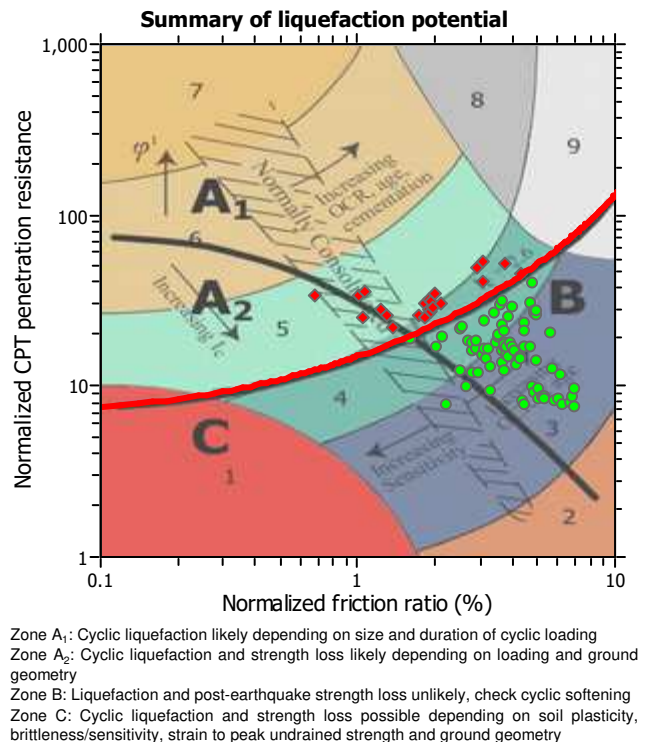 Summary of liquefaction potential
1,000
100
10
1
Normalized CPT penetration resistance
0.1
1
10
Normalized friction ratio (%)
7
8
9
φ'
Increasing
OCR, age,
cementation
A1
Normally Conso
6
A2
Increasing Ic
5
B
4
C
1
Increasing
Sensitivity
3
2
Zone A1: Cyclic liquefaction likely depending on size and duration of cyclic loading
Zone A2: Cyclic liquefaction and strength loss likely depending on loading and ground
geometry
Zone B: Liquefaction and post-earthquake strength loss unlikely, check cyclic softening
Zone C: Cyclic liquefaction and strength loss possible depending on soil plasticity,
brittleness/sensitivity, strain to peak undrained strength and ground geometry